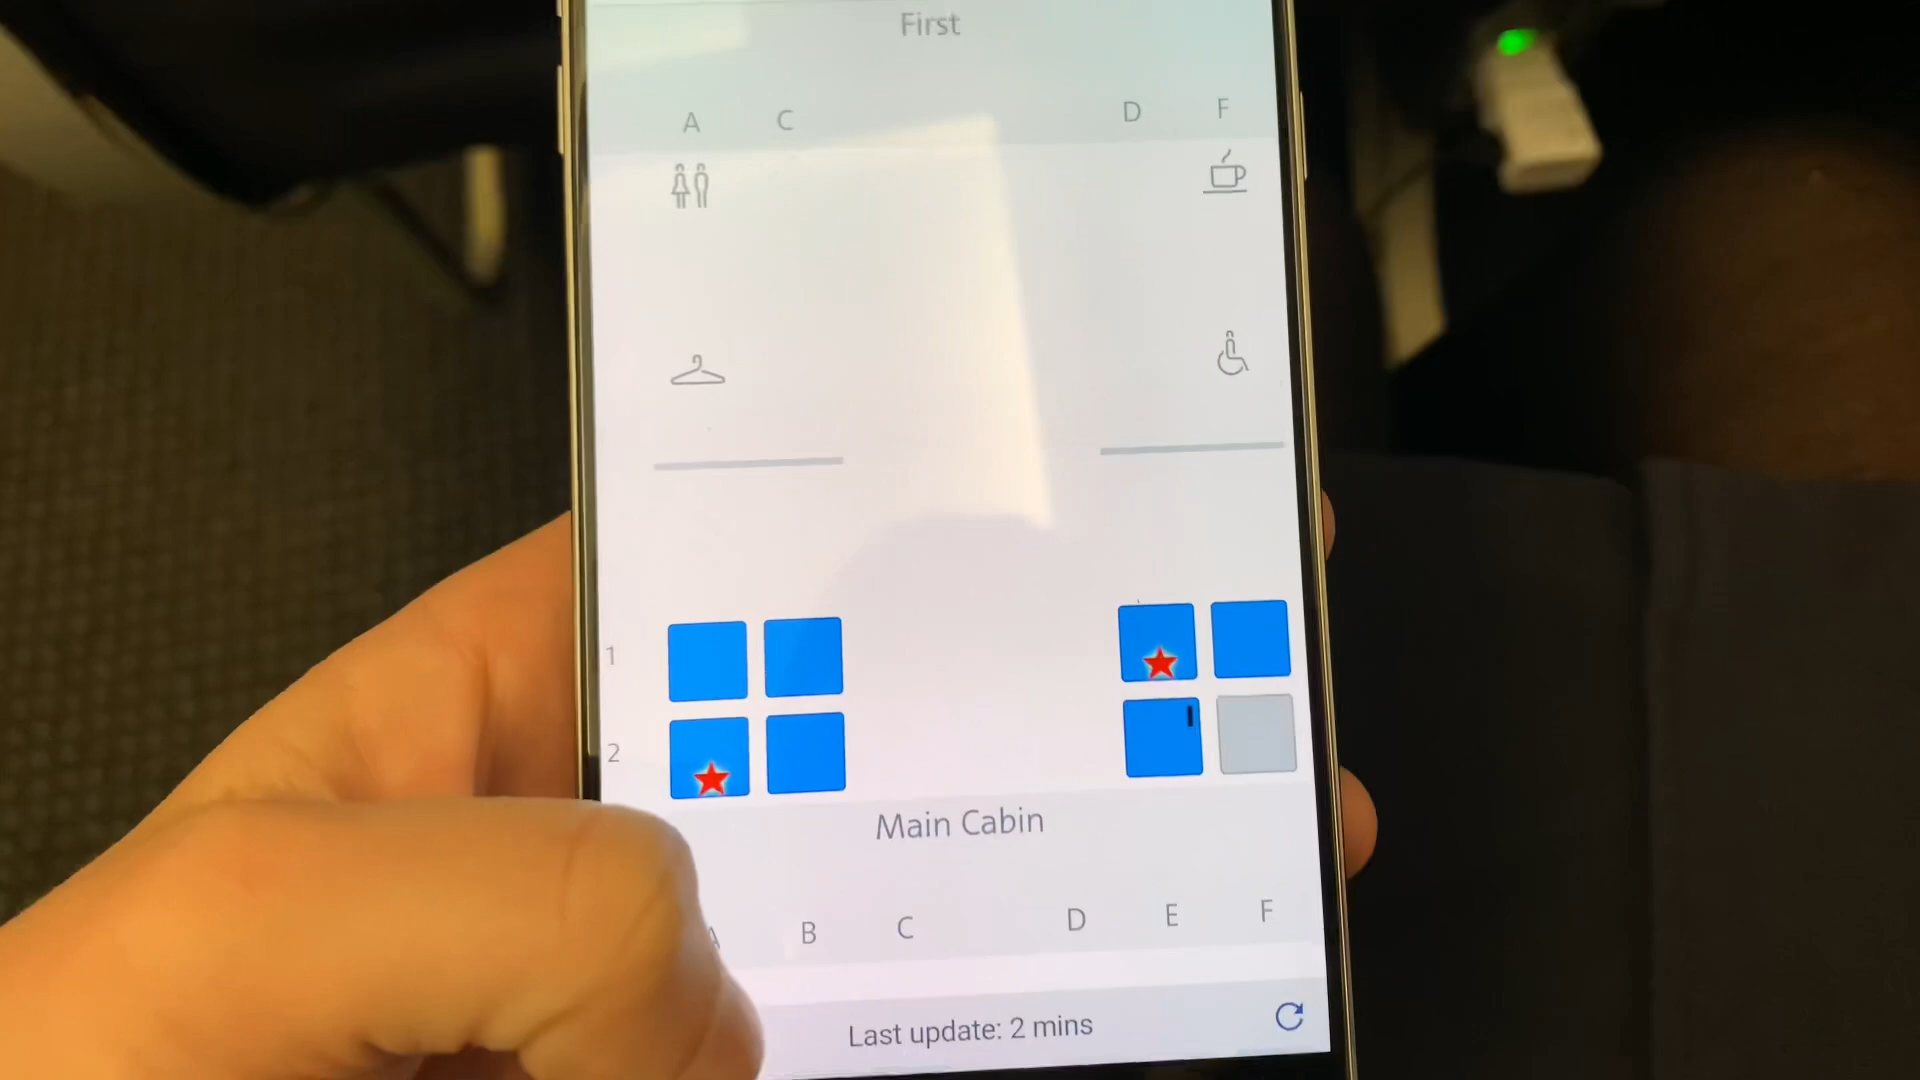 First
A C D F
1
2
Main Cabin
A B C D E F
Last update: 2 mins